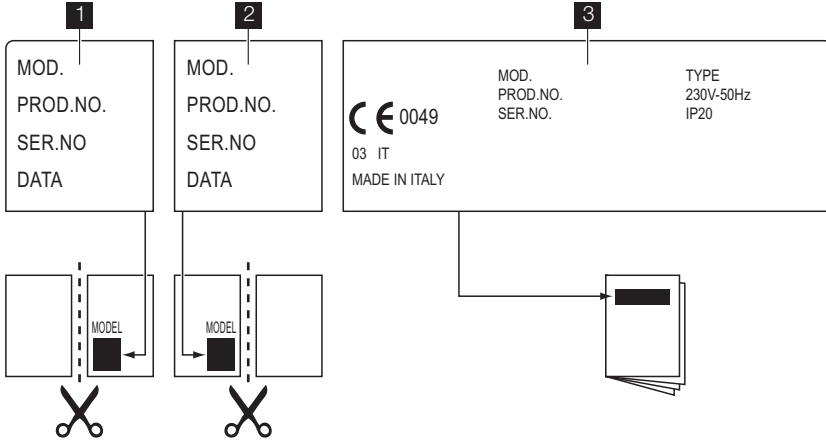 1
MOD.
PROD.NO.
SER.NO
DATA
2
MOD.
PROD.NO.
SER.NO
DATA
3
CE 0049
03 IT
MADE IN ITALY
MOD.
PROD.NO.
SER.NO.
TYPE
230V-50Hz
IP20
MODEL
MODEL